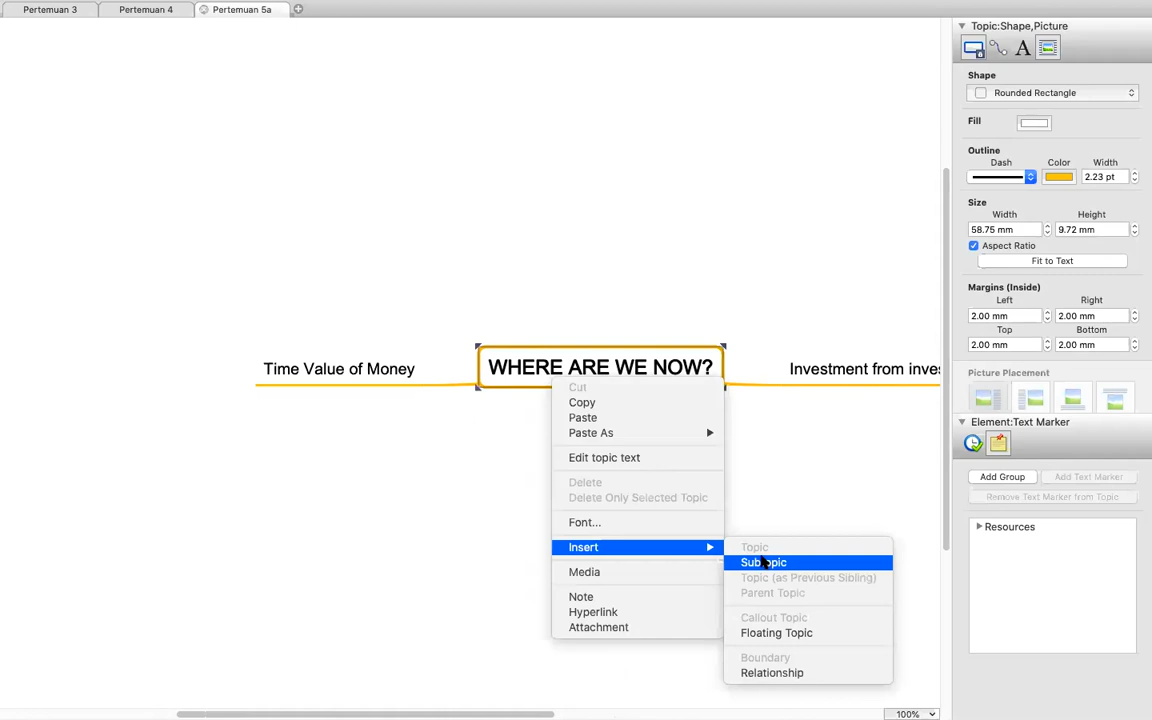 Pertemuan 3
Pertemuan 4
Pertemuan 5a
Topic:Shape,Picture
A
Shape
Rounded Rectangle
Fill
Outline
Dash
Color
Width
2.23 pt
Size
Width
Height
58.75 mm
9.72 mm
Aspect Ratio
Fit to Text
Margins (Inside)
Left
Right
2.00 mm
2.00 mm
Top
Bottom
2.00 mm
2.00 mm
Picture Placement
Element:Text Marker
Add Group
Add Text Marker
Remove Text Marker from Topic
Resources
Time Value of Money
WHERE ARE WE NOW?
Investment from inves
Cut
Copy
Paste
Paste As
Edit topic text
Delete
Delete Only Selected Topic
Font...
Insert
Media
Note
Hyperlink
Attachment
Topic
Subtopic
Topic (as Previous Sibling)
Parent Topic
Callout Topic
Floating Topic
Boundary
Relationship
100%